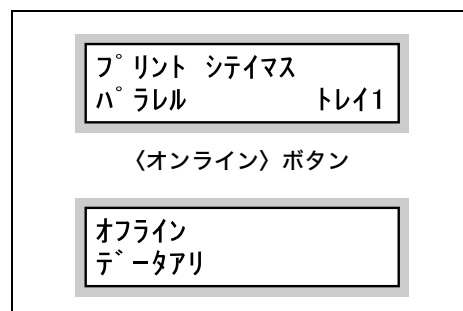 プリント シテイマス
パラレル トレイ1
〈オンライン〉ボタン
オフライン
データアリ